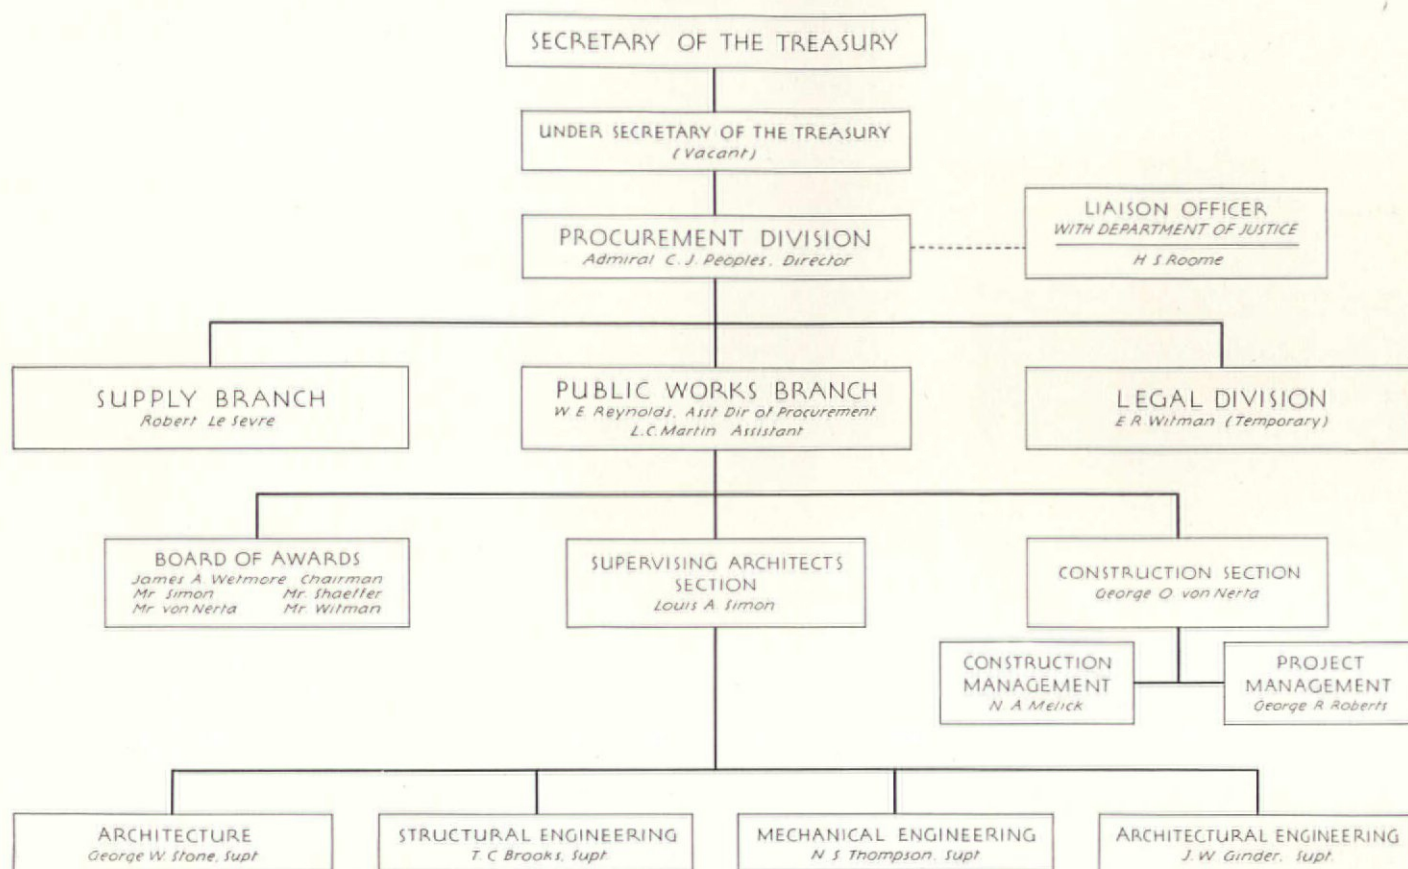 SECRETARY OF THE TREASURY
UNDER SECRETARY OF THE TREASURY
(Vacant)
PROCUREMENT DIVISION
Admiral C. J. Peoples, Director
LIAISON OFFICER
WITH DEPARTMENT OF JUSTICE
H S Roome
SUPPLY BRANCH
Robert Le Sevre
PUBLIC WORKS BRANCH
W. E. Reynolds, Asst Dir of Procurement
L.C. Martin Assistant
LEGAL DIVISION
E R Witman (Temporary)
BOARD OF AWARDS
James A Wetmore Chairman
Mr Simon Mr. Shaeffer
Mr von Nerta Mr Witman
SUPERVISING ARCHITECTS
SECTION
Louis A Simon
CONSTRUCTION SECTION
George O von Nerta
CONSTRUCTION
MANAGEMENT
N A Melick
PROJECT
MANAGEMENT
George R Roberts
ARCHITECTURE
George W. Stone, Supt
STRUCTURAL ENGINEERING
T. C Brooks, Supt
MECHANICAL ENGINEERING
N S Thompson, Supt
ARCHITECTURAL ENGINEERING
J. W. Ginder, Supt.